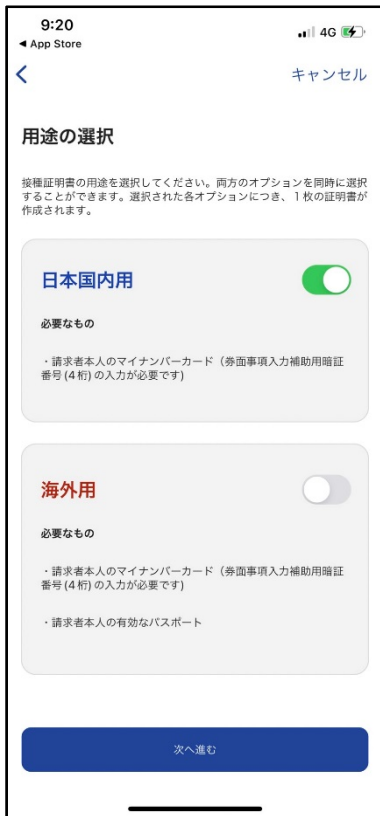 9:20
4G
◀ App Store
キャンセル
用途の選択
接種証明書の用途を選択してください。両方のオプションを同時に選択
することができます。選択された各オプションにつき、1枚の証明書が
作成されます。
日本国内用
必要なもの
・請求者本人のマイナンバーカード（券面事項入力補助用暗証
番号(4桁)の入力が必要です)
海外用
必要なもの
・請求者本人のマイナンバーカード（券面事項入力補助用暗証
番号(4桁)の入力が必要です)
・請求者本人の有効なパスポート
次へ進む